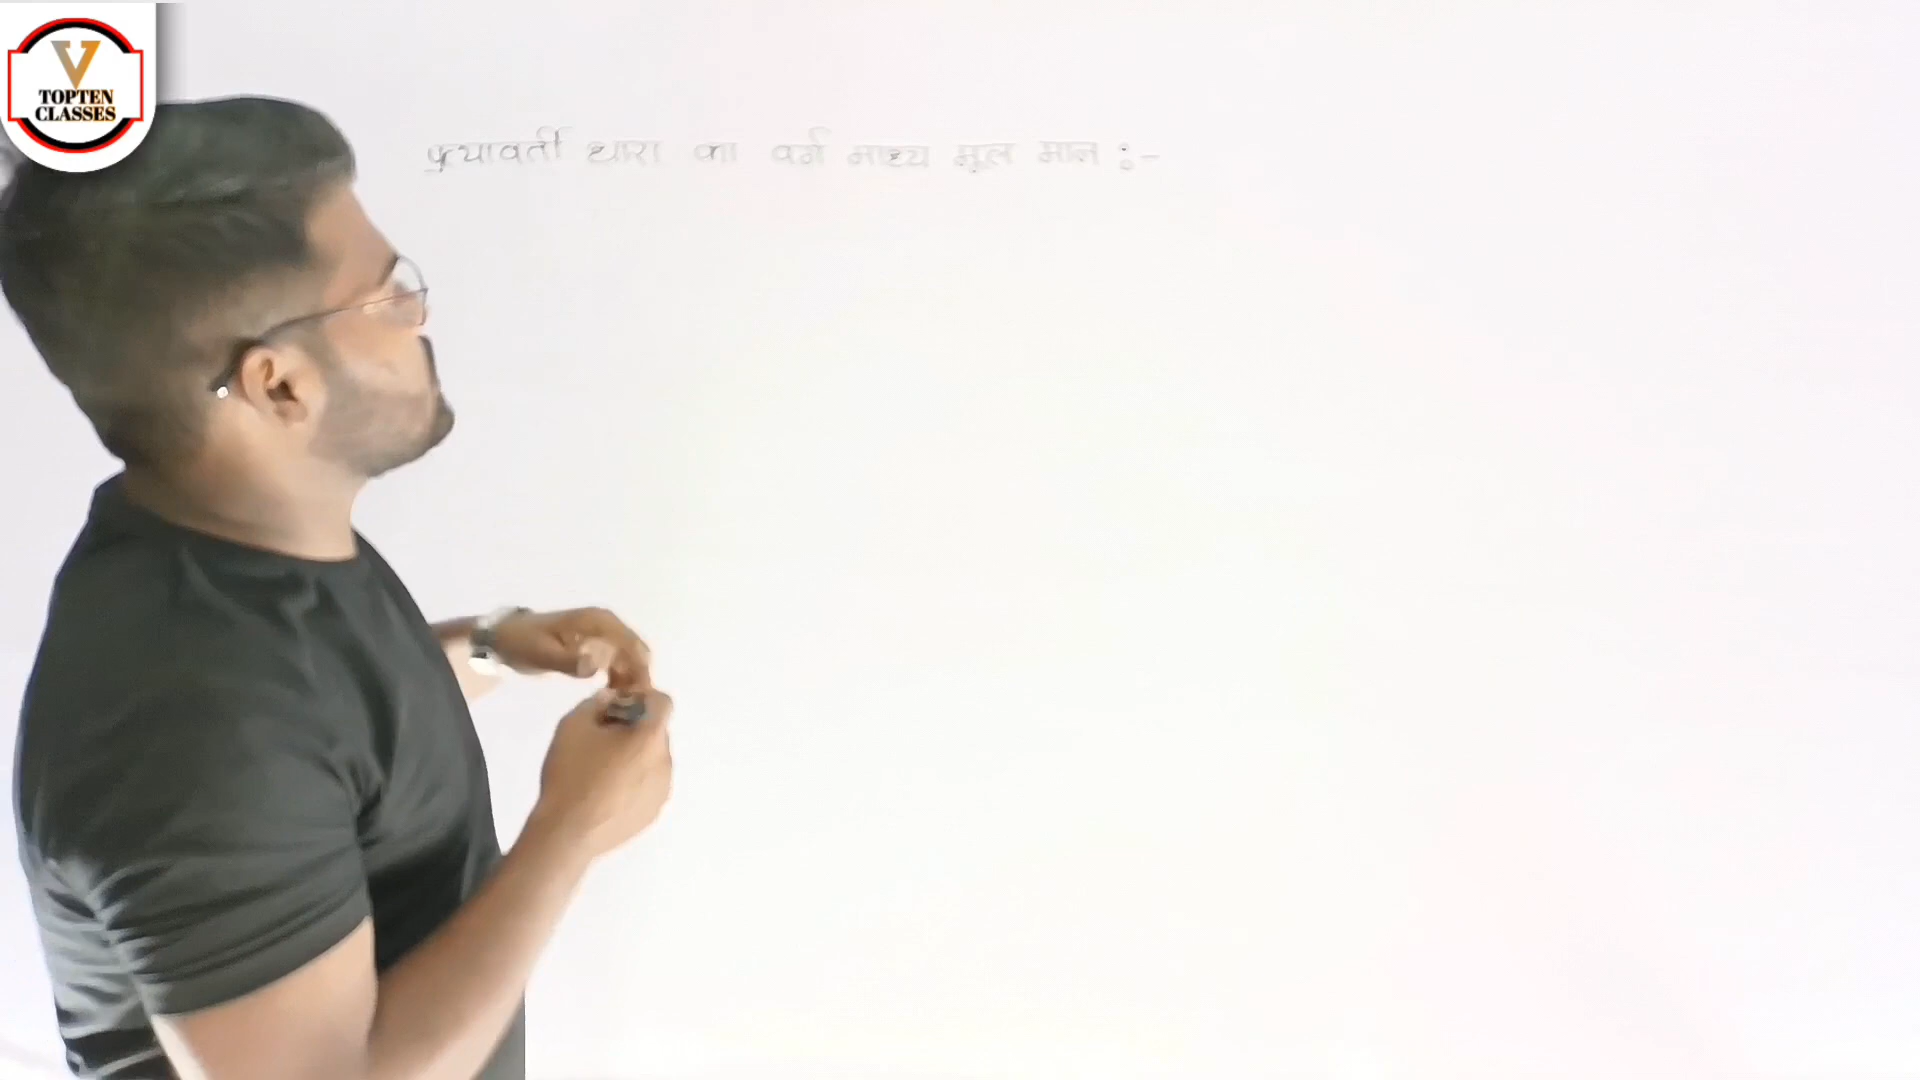 TOPTEN
CLASSES
प्रत्यावर्ती धारा का वर्ग माध्य मूल मान :-